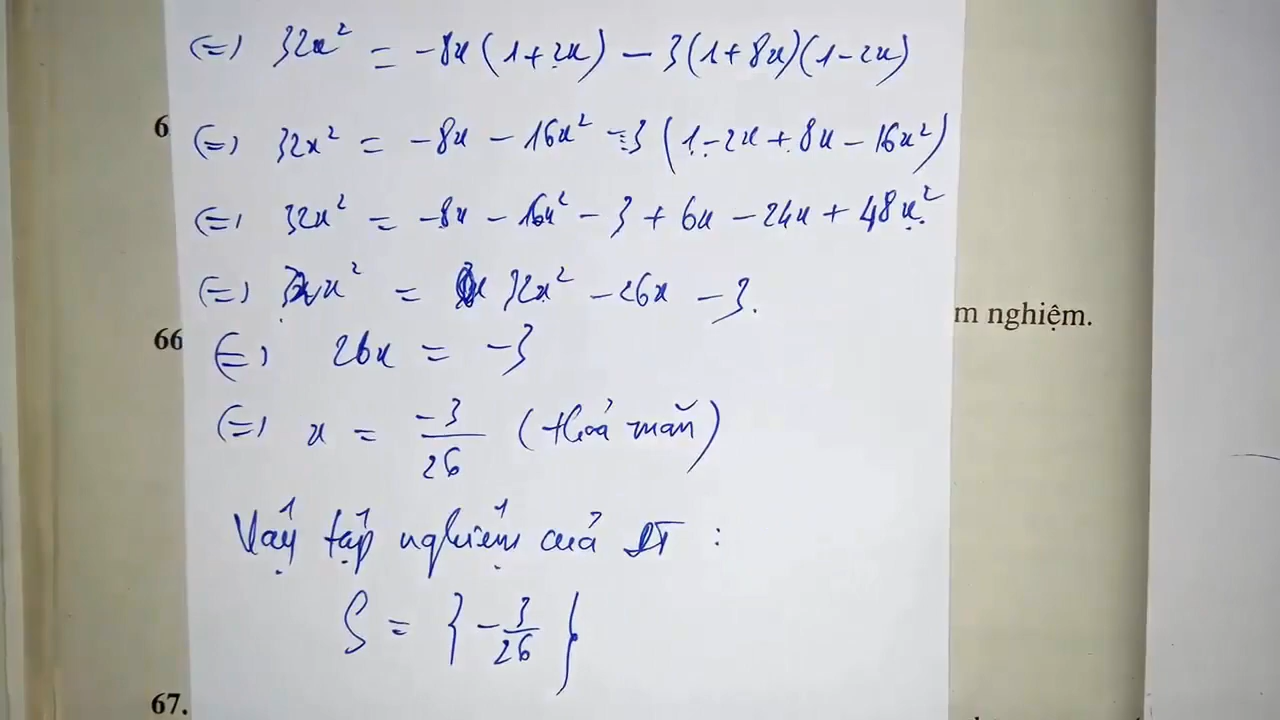 (=) 32x² = -8x(1+2x) - 3(1+8x)(1-2x)
6
(=) 32x² = -8x - 16x² - 3(1-2x+8x-16x²)
(=) 32x² = -8x - 16x² - 3 + 6x - 24x + 48x²
(=) 32x² = 32x² - 26x - 3.
m nghiệm.
66
(=) 26x = -3
(=) x = -3/26 (thoả mãn)
Vậy tập nghiệm của PT :
S = {-3/26}
67.